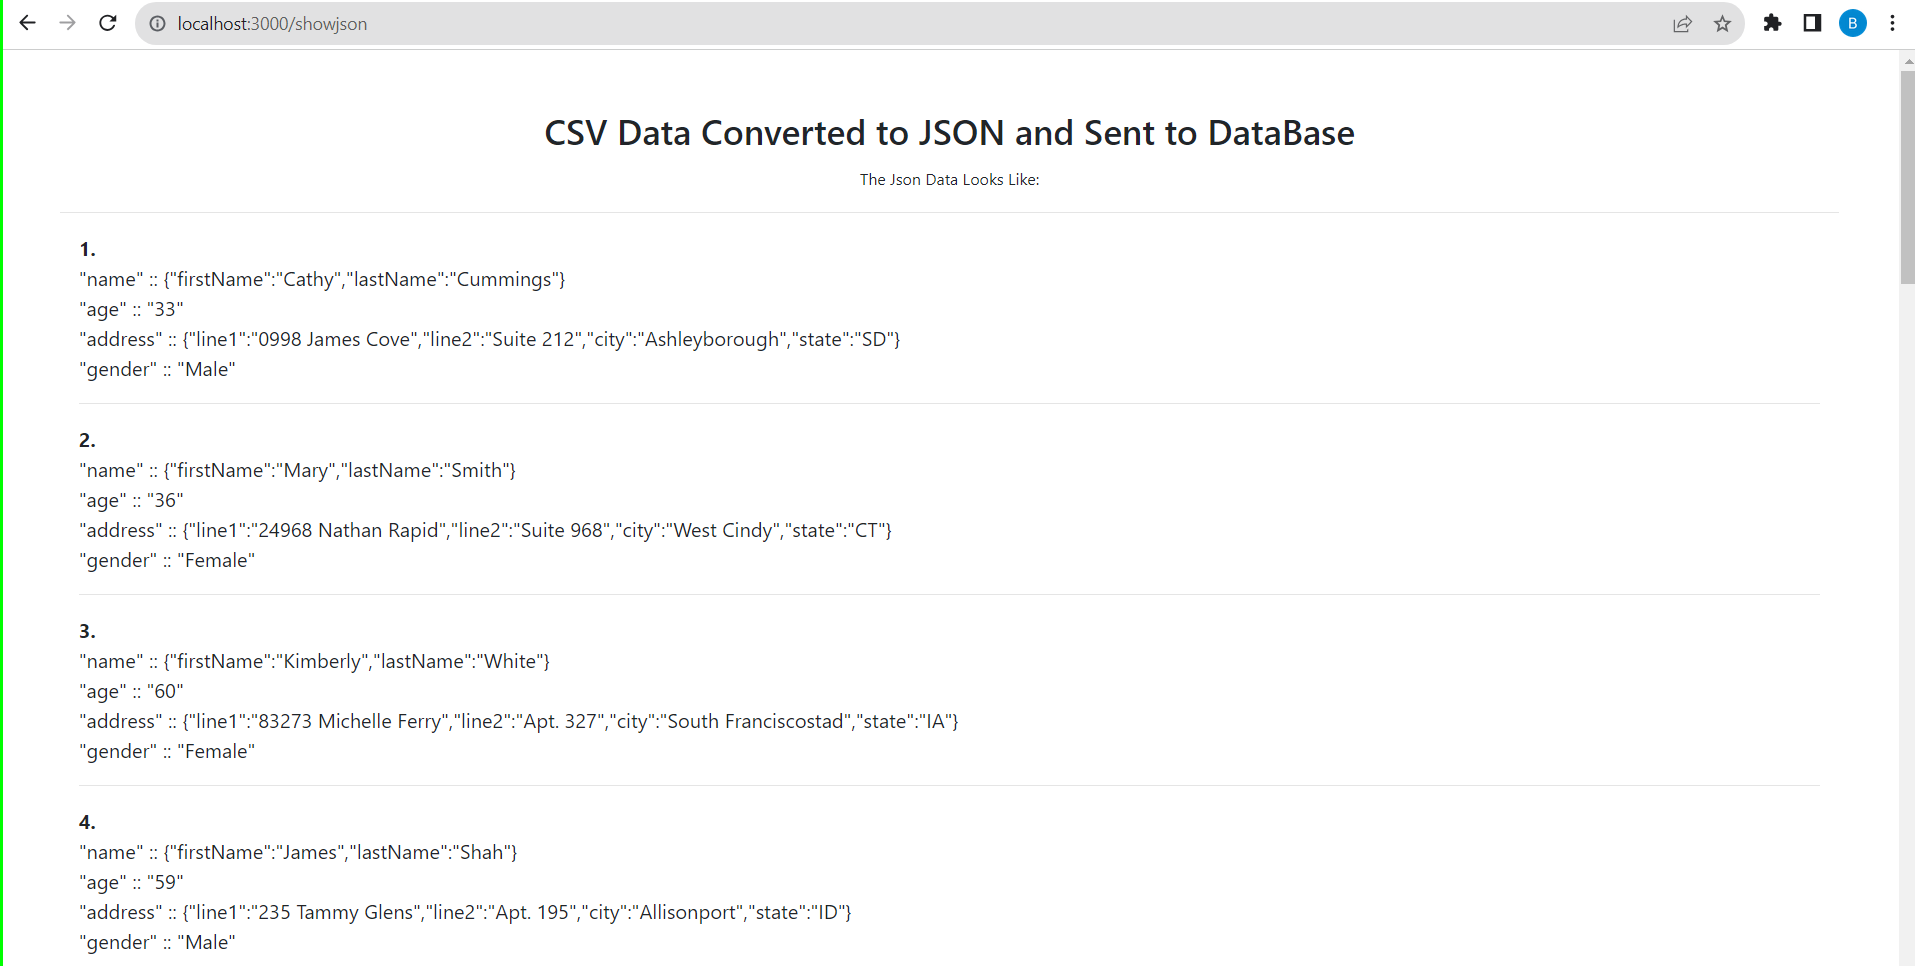 localhost:3000/showjson
B
CSV Data Converted to JSON and Sent to DataBase
The Json Data Looks Like:
1.
"name" :: {"firstName":"Cathy","lastName":"Cummings"}
"age" :: "33"
"address" :: {"line1":"0998 James Cove","line2":"Suite 212","city":"Ashleyborough","state":"SD"}
"gender" :: "Male"
2.
"name" :: {"firstName":"Mary","lastName":"Smith"}
"age" :: "36"
"address" :: {"line1":"24968 Nathan Rapid","line2":"Suite 968","city":"West Cindy","state":"CT"}
"gender" :: "Female"
3.
"name" :: {"firstName":"Kimberly","lastName":"White"}
"age" :: "60"
"address" :: {"line1":"83273 Michelle Ferry","line2":"Apt. 327","city":"South Franciscostad","state":"IA"}
"gender" :: "Female"
4.
"name" :: {"firstName":"James","lastName":"Shah"}
"age" :: "59"
"address" :: {"line1":"235 Tammy Glens","line2":"Apt. 195","city":"Allisonport","state":"ID"}
"gender" :: "Male"